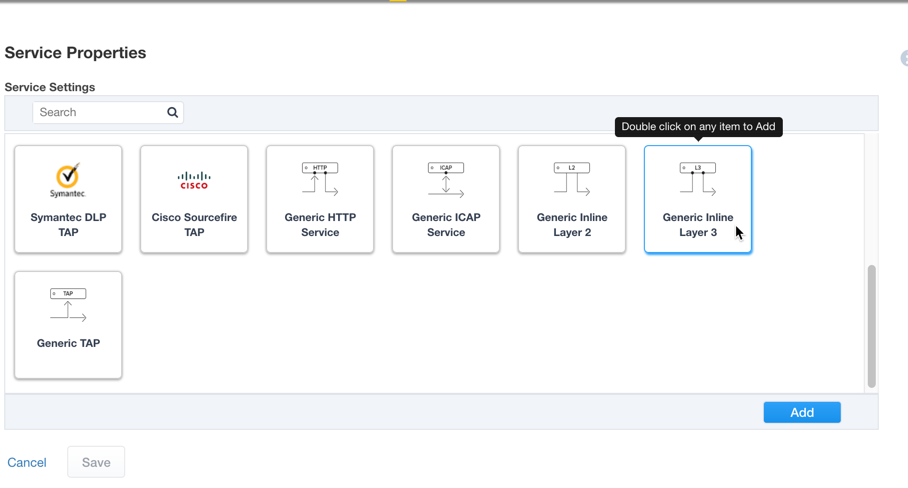 Service Properties
Service Settings
Search
Double click on any item to Add
Symantec.
Symantec DLP
TAP
CISCO
Cisco Sourcefire
TAP
HTTP
Generic HTTP
Service
ICAP
Generic ICAP
Service
L2
Generic Inline
Layer 2
L3
Generic Inline
Layer 3
TAP
Generic TAP
Add
Cancel
Save